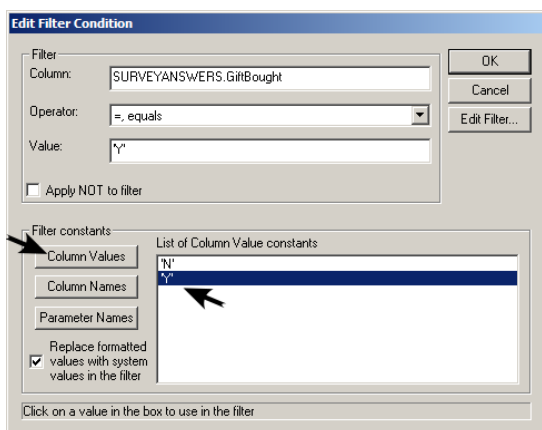 Edit Filter Condition
Filter
Column:
SURVEYANSWERS.GiftBought
Operator:
=, equals
Value:
'Y'
Apply NOT to filter
OK
Cancel
Edit Filter...
Filter constants
Column Values
Column Names
Parameter Names
Replace formatted
values with system
values in the filter
List of Column Value constants
'N'
'Y'
Click on a value in the box to use in the filter